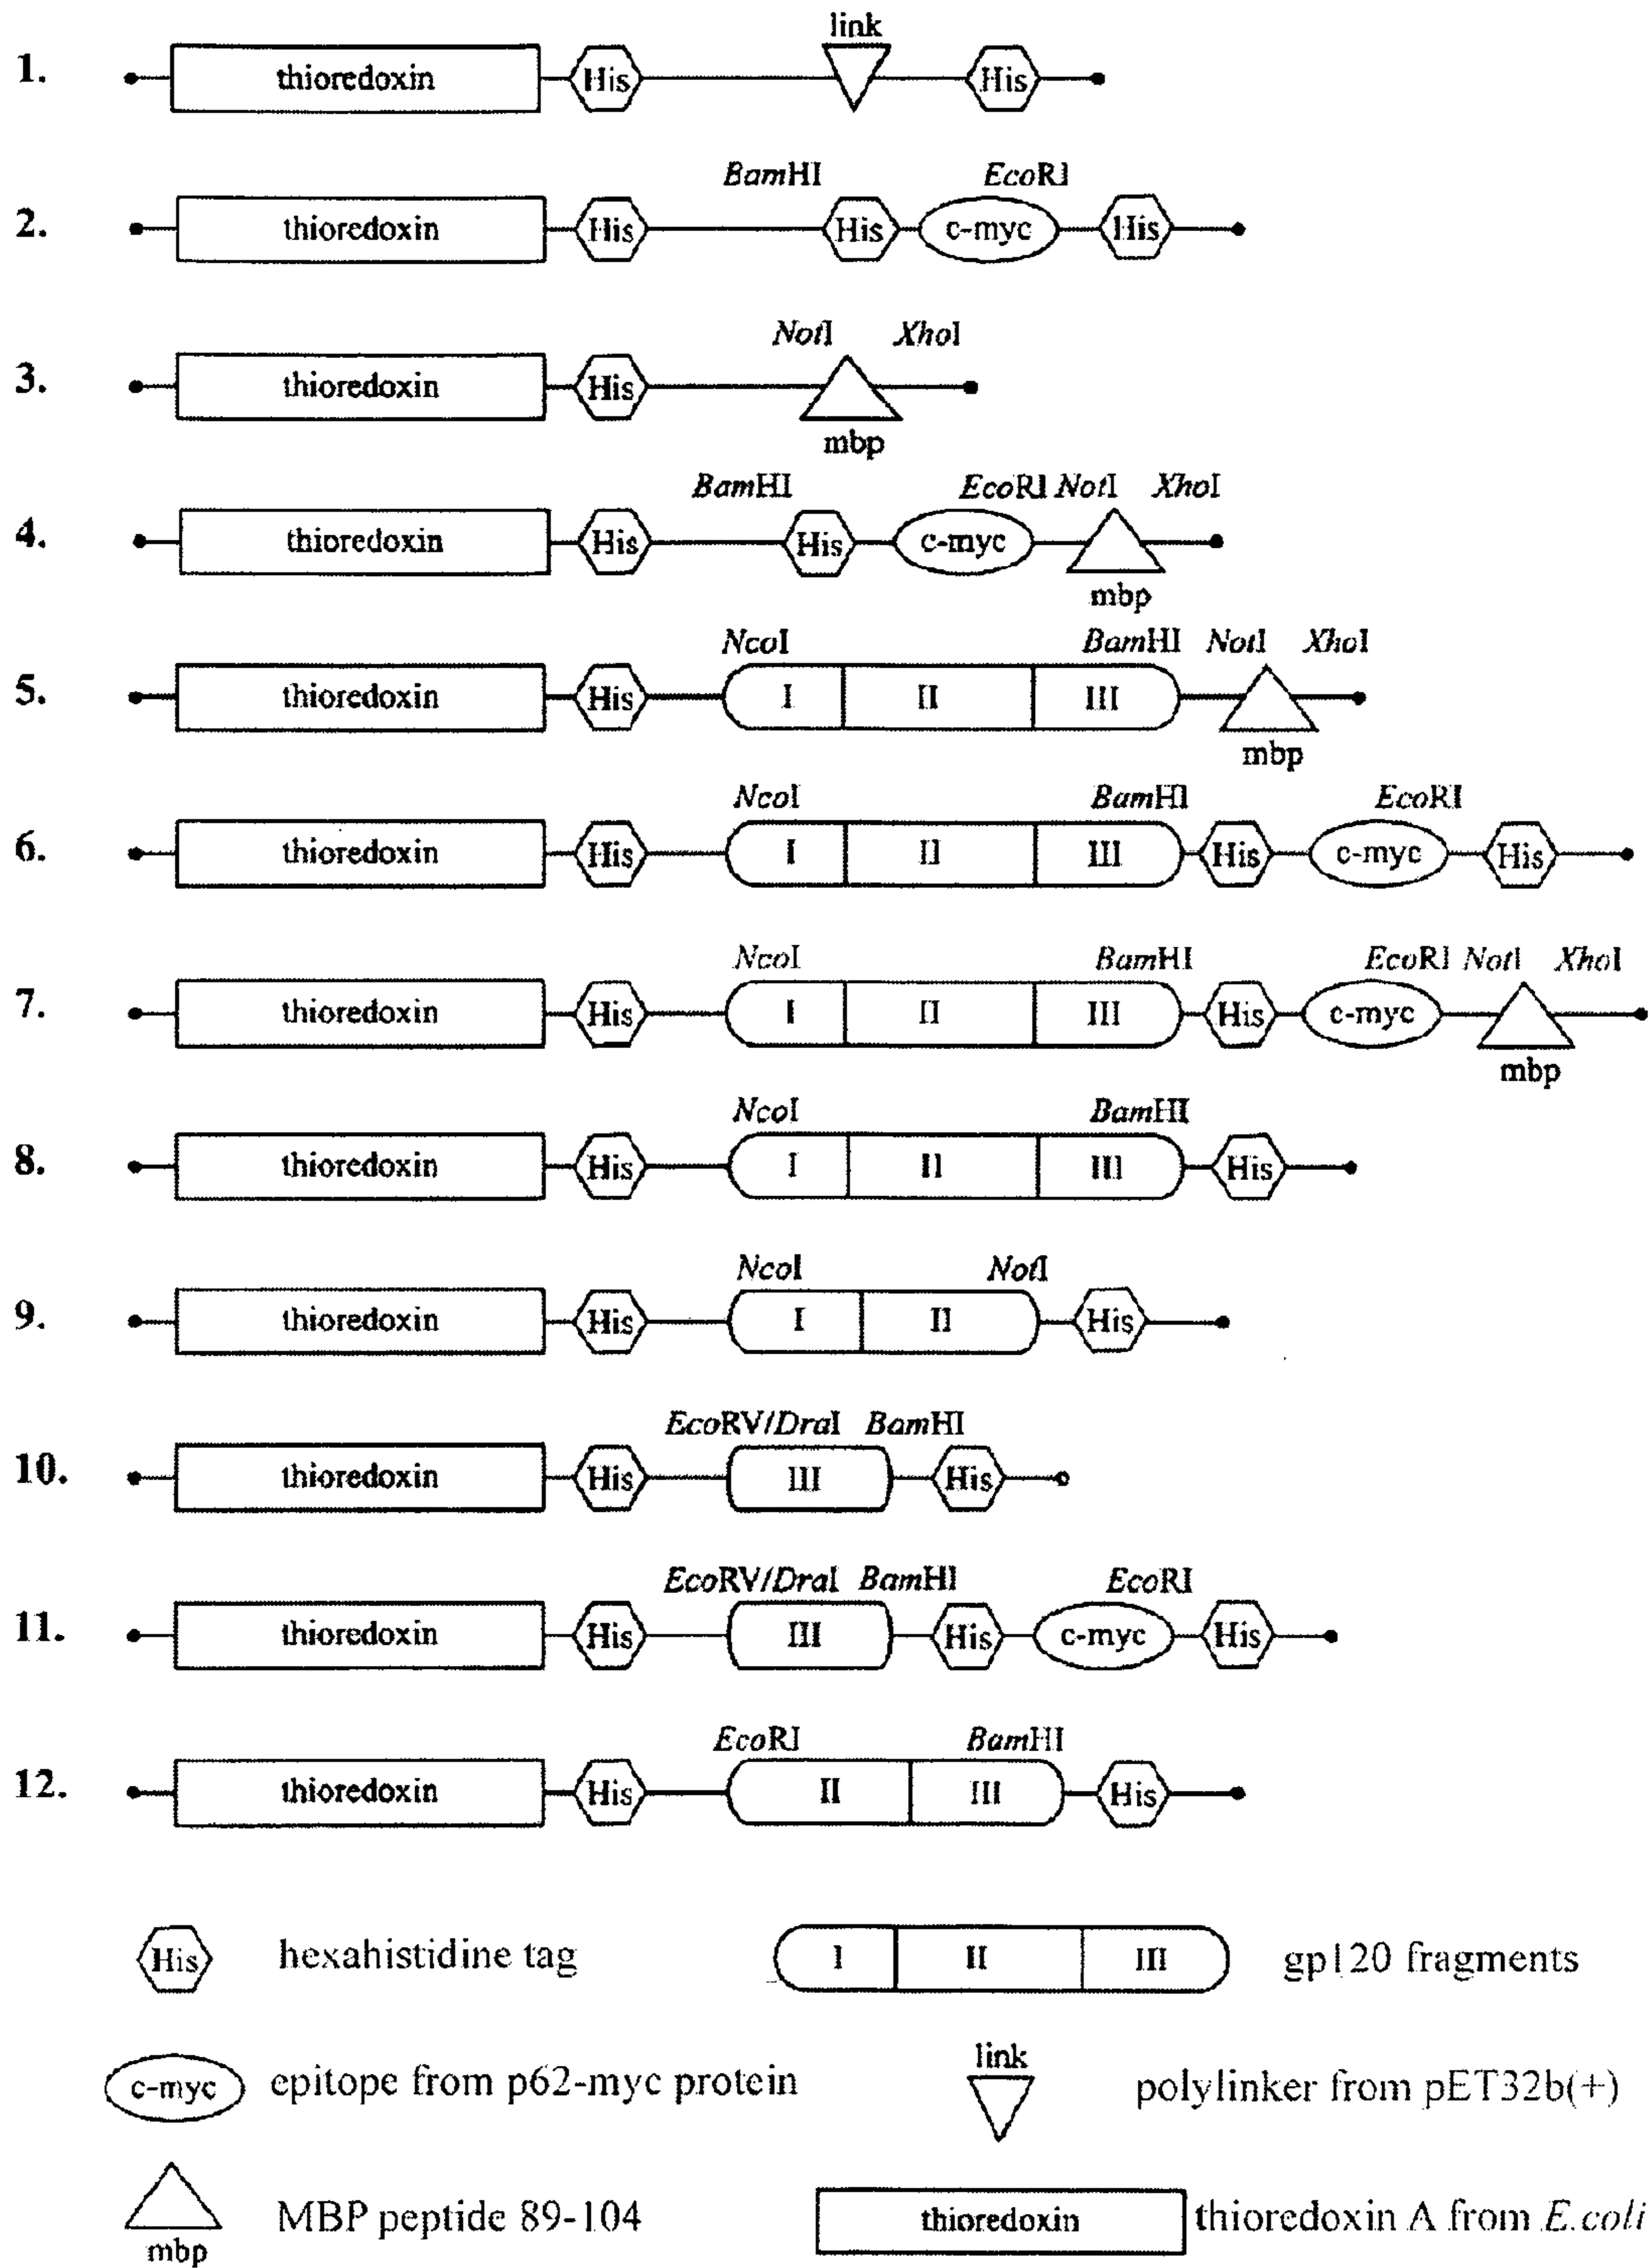 link
1. thioredoxin His His
BamHI EcoRI
2. thioredoxin His His c-myc His
NotI XhoI
3. thioredoxin His
mbp
BamHI EcoRI NotI XhoI
4. thioredoxin His His c-myc
mbp
NcoI BamHI NotI XhoI
5. thioredoxin His I II III
mbp
NcoI BamHI EcoRI
6. thioredoxin His I II III His c-myc His
NcoI BamHI EcoRI NotI XhoI
7. thioredoxin His I II III His c-myc
mbp
NcoI BamHI
8. thioredoxin His I II III His
NcoI NotI
9. thioredoxin His I II His
EcoRV/DraI BamHI
10. thioredoxin His III His
EcoRV/DraI BamHI EcoRI
11. thioredoxin His III His c-myc His
EcoRI BamHI
12. thioredoxin His II III His
His hexahistidine tag I II III gp120 fragments
link
c-myc epitope from p62-myc protein polylinker from pET32b(+)
MBP peptide 89-104 thioredoxin thioredoxin A from E.coli
mbp